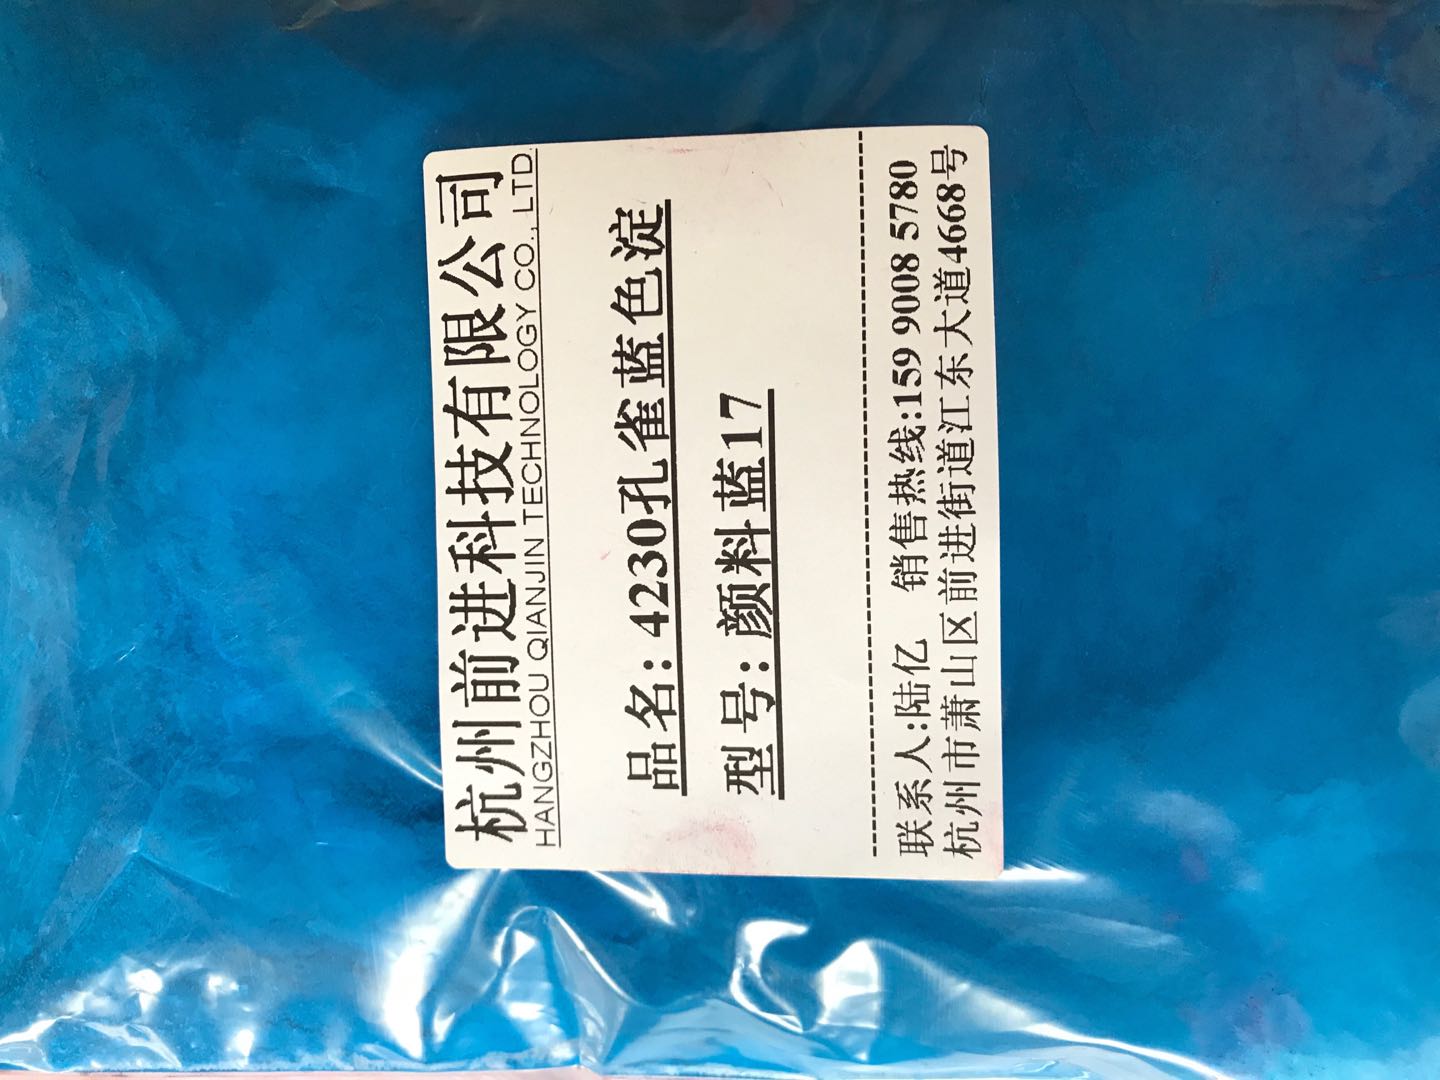 杭州前进科技有限公司
HANGZHOU QIANJIN TECHNOLOGY CO., LTD.
品名：4230孔雀蓝色淀
型号：颜料蓝17
联系人:陆亿 销售热线:159 9008 5780
杭州市萧山区前进街道江东大道4668号